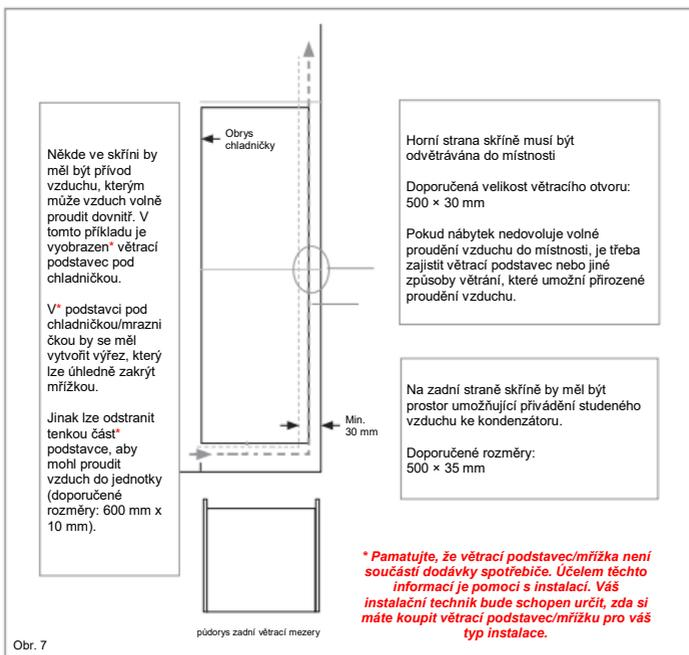 Někde ve skříni by
měl být přívod
vzduchu, kterým
může vzduch volně
proudit dovnitř. V
tomto příkladu je
vyobrazen* větrací
podstavec pod
chladničkou.
V* podstavci pod
chladničkou/mrazni
čkou by se měl
vytvořit výřez, který
lze úhledně zakrýt
mřížkou.
Jinak lze odstranit
tenkou část*
podstavce, aby
mohl proudit
vzduch do jednotky
(doporučené
rozměry: 600 mm x
10 mm).
Obrys
chladničky
Min.
30 mm
půdorys zadní větrací mezery
Horní strana skříně musí být
odvětrávána do místnosti
Doporučená velikost větracího otvoru:
500 × 30 mm
Pokud nábytek nedovoluje volné
proudění vzduchu do místnosti, je třeba
zajistit větrací podstavec nebo jiné
způsoby větrání, které umožní přirozené
proudění vzduchu.
Na zadní straně skříně by měl být
prostor umožňující přivádění studeného
vzduchu ke kondenzátoru.
Doporučené rozměry:
500 × 35 mm
* Pamatujte, že větrací podstavec/mřížka není
součástí dodávky spotřebiče. Účelem těchto
informací je pomoci s instalací. Váš
instalační technik bude schopen určit, zda si
máte koupit větrací podstavec/mřížku pro váš
typ instalace.
Obr. 7